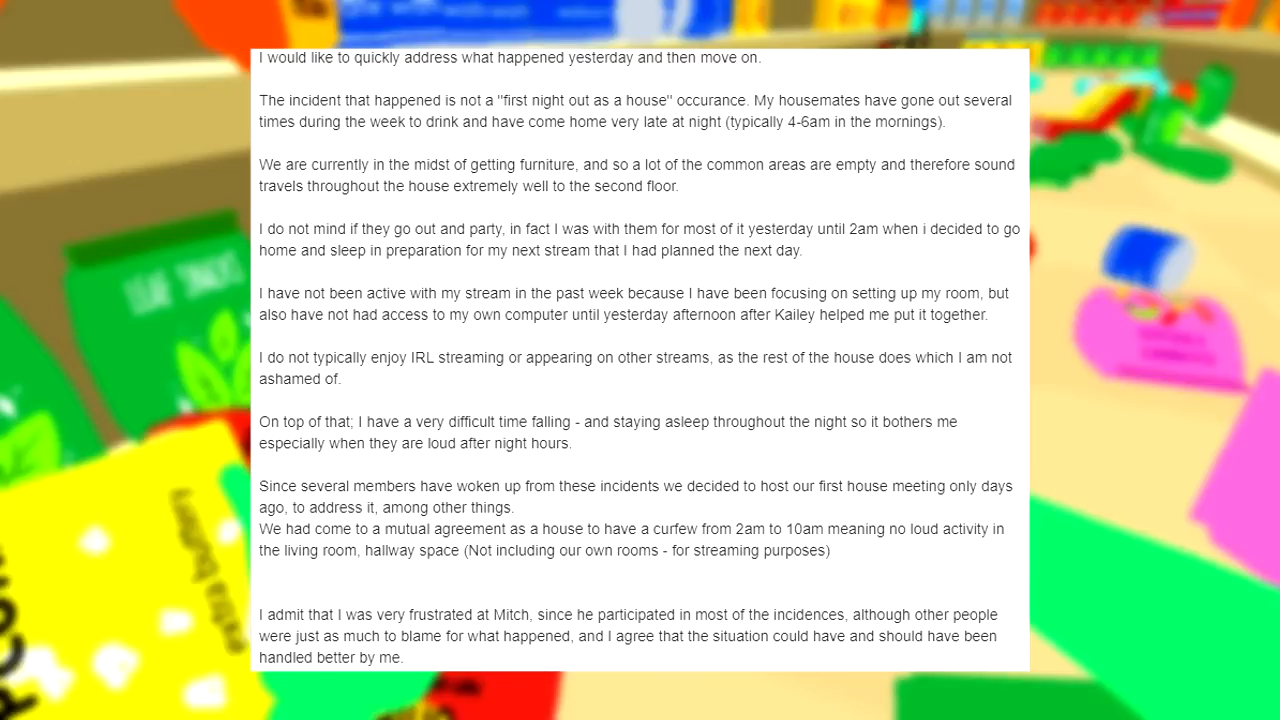 I would like to quickly address what happened yesterday and then move on.
The incident that happened is not a "first night out as a house" occurance. My housemates have gone out several
times during the week to drink and have come home very late at night (typically 4-6am in the mornings).
We are currently in the midst of getting furniture, and so a lot of the common areas are empty and therefore sound
travels throughout the house extremely well to the second floor.
I do not mind if they go out and party, in fact I was with them for most of it yesterday until 2am when i decided to go
home and sleep in preparation for my next stream that I had planned the next day.
I have not been active with my stream in the past week because I have been focusing on setting up my room, but
also have not had access to my own computer until yesterday afternoon after Kailey helped me put it together.
I do not typically enjoy IRL streaming or appearing on other streams, as the rest of the house does which I am not
ashamed of.
On top of that; I have a very difficult time falling - and staying asleep throughout the night so it bothers me
especially when they are loud after night hours.
Since several members have woken up from these incidents we decided to host our first house meeting only days
ago, to address it, among other things.
We had come to a mutual agreement as a house to have a curfew from 2am to 10am meaning no loud activity in
the living room, hallway space (Not including our own rooms - for streaming purposes)
I admit that I was very frustrated at Mitch, since he participated in most of the incidences, although other people
were just as much to blame for what happened, and I agree that the situation could have and should have been
handled better by me.
LEAF SNACKS